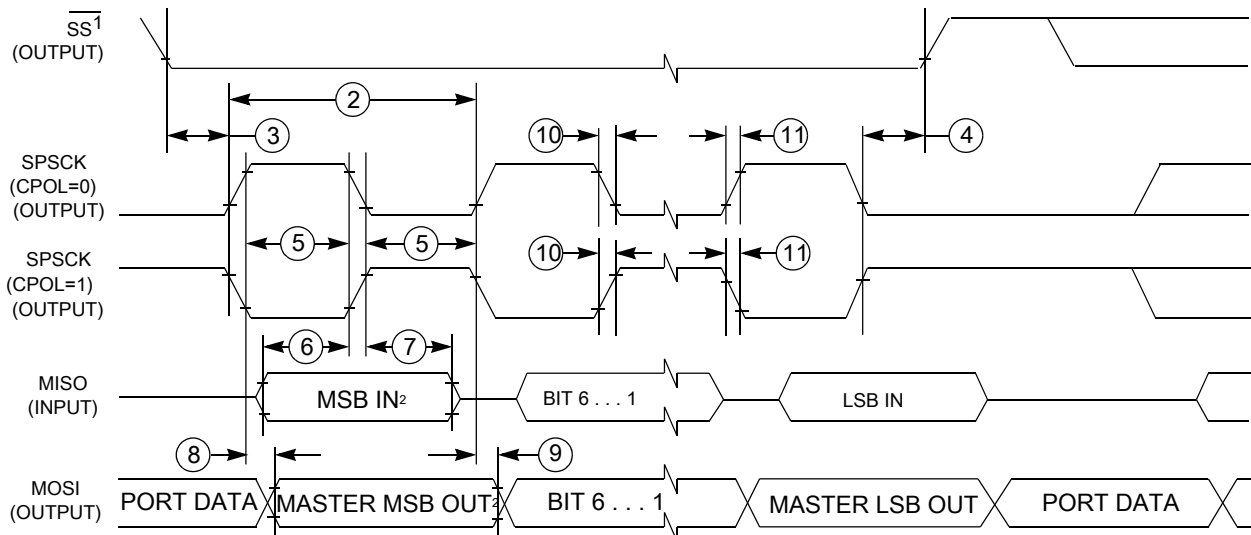 SS1
(OUTPUT)
2
3
10
11
4
SPSCK
(CPOL=0)
(OUTPUT)
5
5
SPSCK
(CPOL=1)
(OUTPUT)
10
11
6
7
MISO
(INPUT)
MSB IN2
BIT 6 . . . 1
LSB IN
8
9
MOSI
(OUTPUT)
PORT DATA
MASTER MSB OUT2
BIT 6 . . . 1
MASTER LSB OUT
PORT DATA